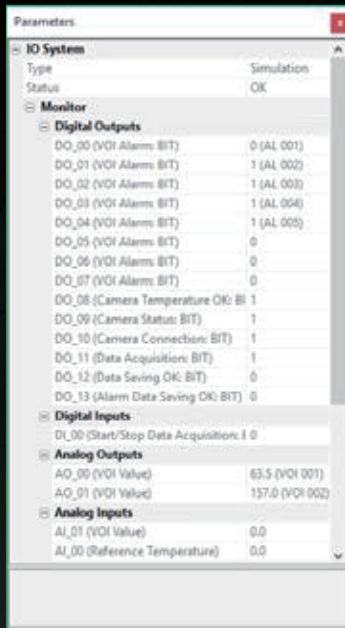 Parameters
x
IO System
Type Simulation
Status OK
Monitor
Digital Outputs
DO_00 (VOI Alarm: BIT) 0 (AL 001)
DO_01 (VOI Alarm: BIT) 1 (AL 002)
DO_02 (VOI Alarm: BIT) 1 (AL 003)
DO_03 (VOI Alarm: BIT) 1 (AL 004)
DO_04 (VOI Alarm: BIT) 1 (AL 005)
DO_05 (VOI Alarm: BIT) 0
DO_06 (VOI Alarm: BIT) 0
DO_07 (VOI Alarm: BIT) 0
DO_08 (Camera Temperature OK: BI 1
DO_09 (Camera Status: BIT) 1
DO_10 (Camera Connection: BIT) 1
DO_11 (Data Acquisition: BIT) 1
DO_12 (Data Saving OK: BIT) 0
DO_13 (Alarm Data Saving OK: BIT) 0
Digital Inputs
DI_00 (Start/Stop Data Acquisition: 0
Analog Outputs
AO_00 (VOI Value) 63.5 (VOI 001)
AO_01 (VOI Value) 157.0 (VOI 002)
Analog Inputs
AI_01 (VOI Value) 0.0
AI_00 (Reference Temperature) 0.0